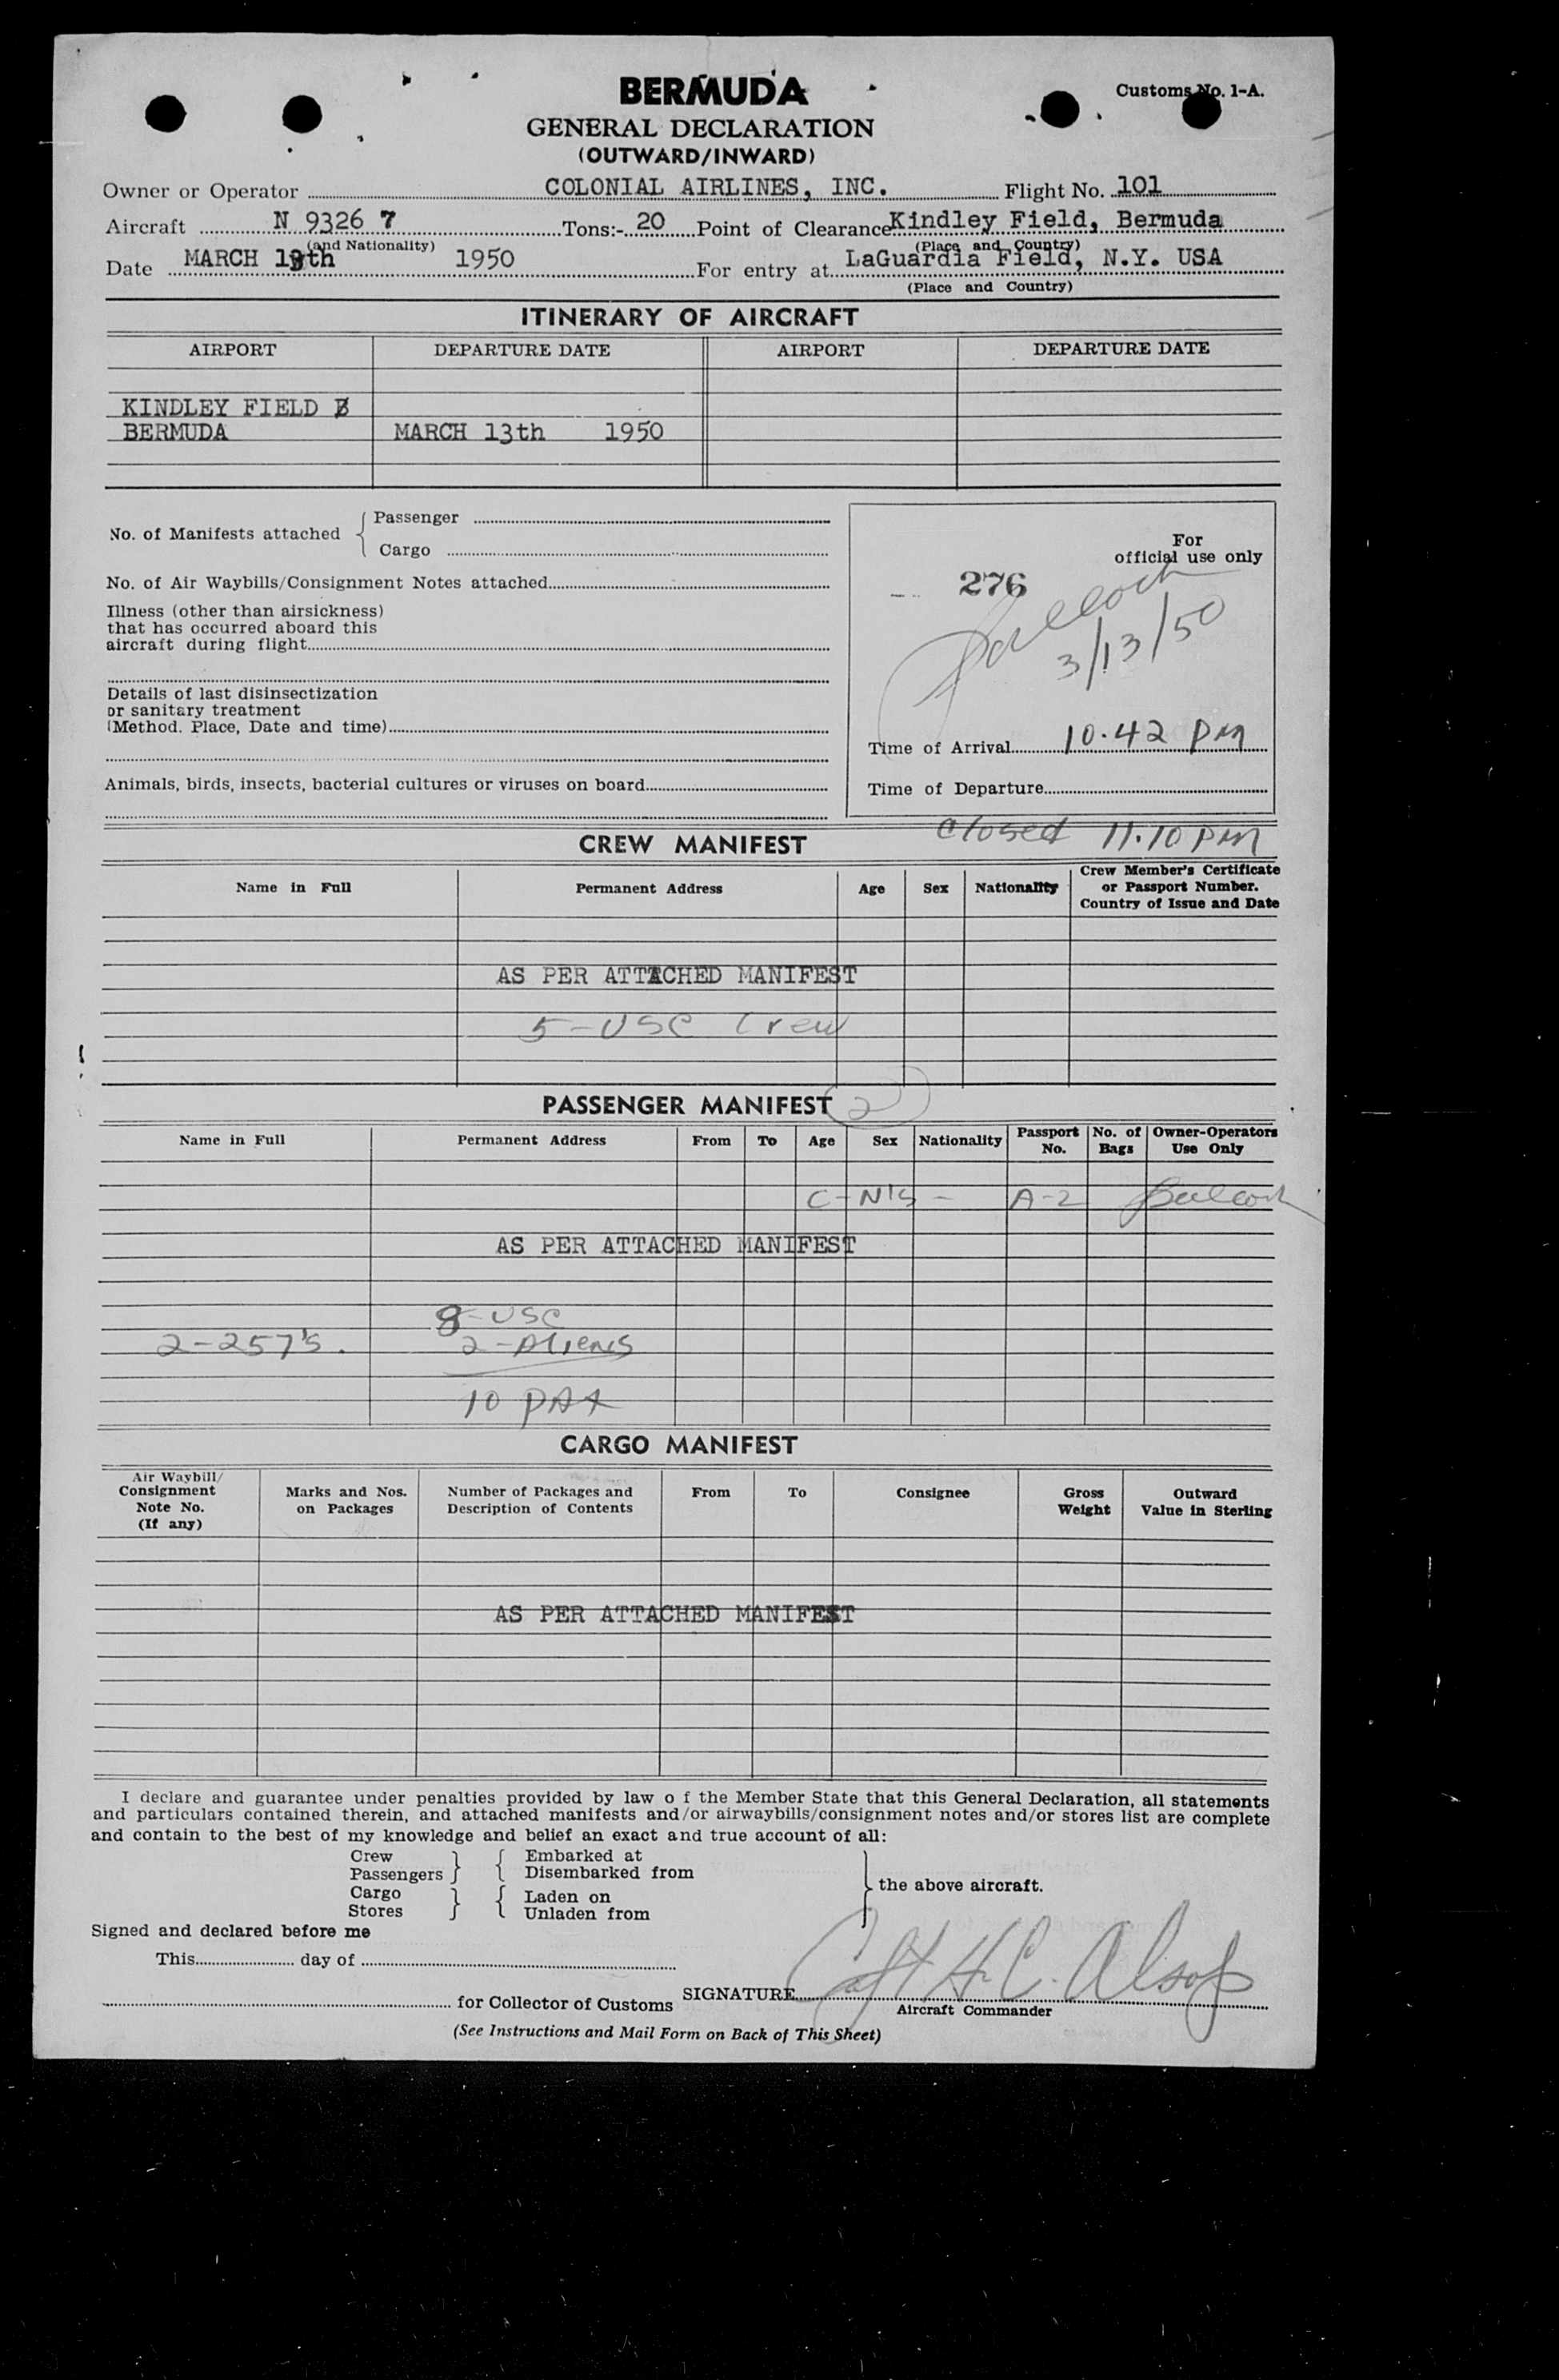 BERMUDA
Customs No. 1-A.
GENERAL DECLARATION
(OUTWARD/INWARD)
Owner or Operator COLONIAL AIRLINES, INC. Flight No. 101
Aircraft N 9326 7 Tons:- 20 Point of Clearance Kindley Field, Bermuda
(and Nationality) (Place and Country)
Date MARCH 13th 1950 For entry at LaGuardia Field, N.Y. USA
(Place and Country)
ITINERARY OF AIRCRAFT
AIRPORT DEPARTURE DATE AIRPORT DEPARTURE DATE
KINDLEY FIELD
BERMUDA MARCH 13th 1950
No. of Manifests attached
Passenger
Cargo
No. of Air Waybills/Consignment Notes attached
Illness (other than airsickness)
that has occurred aboard this
aircraft during flight
Details of last disinsectization
or sanitary treatment
(Method. Place, Date and time)
Animals, birds, insects, bacterial cultures or viruses on board
For
official use only
276
3/13/50
Time of Arrival 10.42 PM
Time of Departure
Closed 11.10 PM
CREW MANIFEST
Name in Full Permanent Address Age Sex Nationality Crew Member's Certificate
or Passport Number.
Country of Issue and Date
AS PER ATTACHED MANIFEST
5-USC Crew
PASSENGER MANIFEST 2
Name in Full Permanent Address From To Age Sex Nationality Passport No. No. of Bags Owner-Operators Use Only
C-N's - A-2
AS PER ATTACHED MANIFEST
8-USC
2-257's. 2-Aliens
10 PAX
CARGO MANIFEST
Air Waybill/
Consignment
Note No.
(If any)
Marks and Nos.
on Packages
Number of Packages and
Description of Contents
From
To
Consignee
Gross
Weight
Outward
Value in Sterling
AS PER ATTACHED MANIFEST
I declare and guarantee under penalties provided by law o f the Member State that this General Declaration, all statements
and particulars contained therein, and attached manifests and/or airwaybills/consignment notes and/or stores list are complete
and contain to the best of my knowledge and belief an exact and true account of all:
Crew Embarked at
Passengers Disembarked from
Cargo Laden on
Stores Unladen from
the above aircraft.
Signed and declared before me
This day of
for Collector of Customs
SIGNATURE Capt H.C. Alsop
Aircraft Commander
(See Instructions and Mail Form on Back of This Sheet)